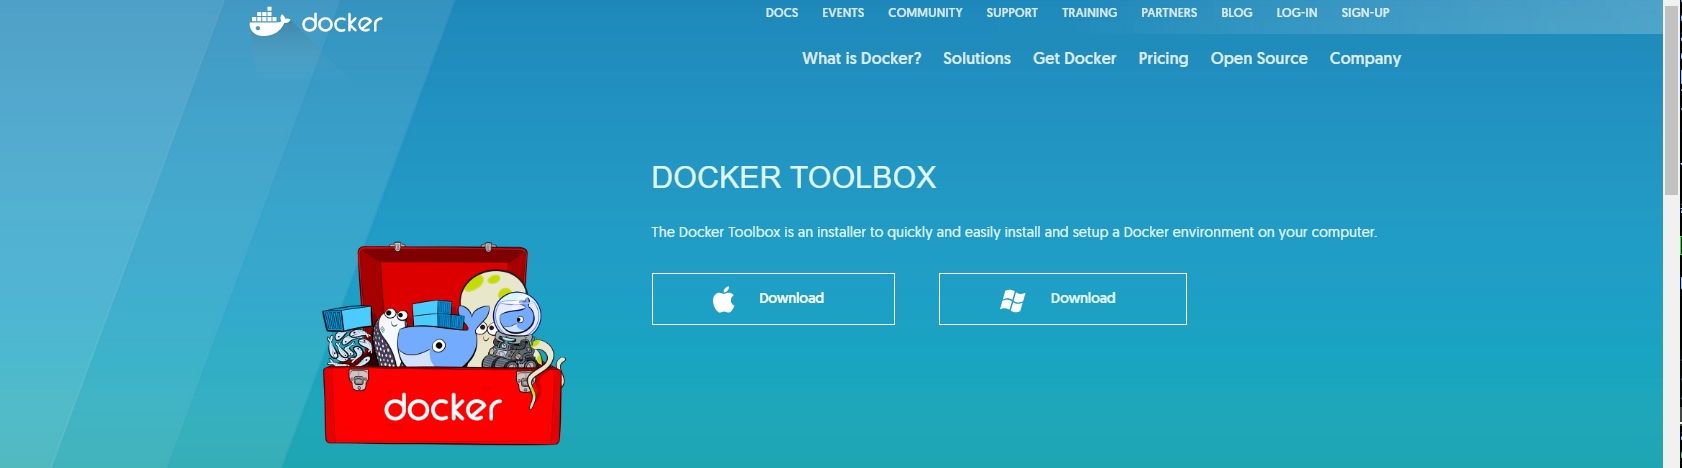 docker
DOCS EVENTS COMMUNITY SUPPORT TRAINING PARTNERS BLOG LOG-IN SIGN-UP
What is Docker? Solutions Get Docker Pricing Open Source Company
DOCKER TOOLBOX
The Docker Toolbox is an installer to quickly and easily install and setup a Docker environment on your computer.
Download Download
docker